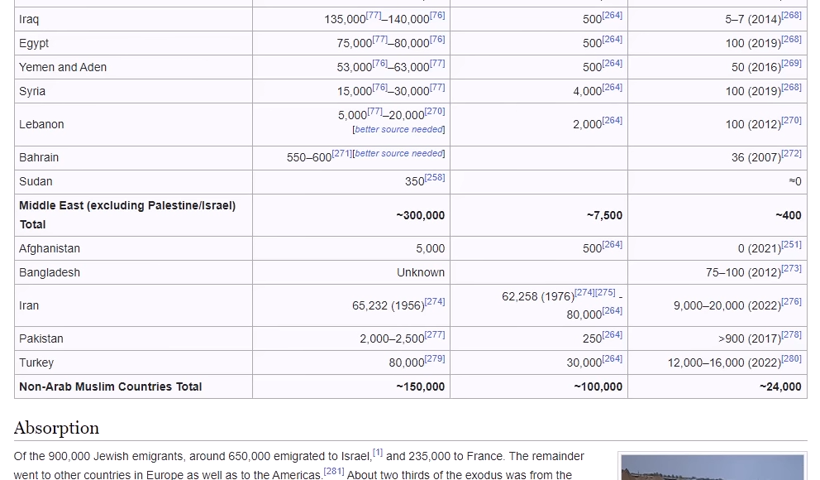 Iraq 135,000[77]–140,000[76] 500[264] 5–7 (2014)[268]
Egypt 75,000[77]–80,000[76] 500[264] 100 (2019)[268]
Yemen and Aden 53,000[76]–63,000[77] 500[264] 50 (2016)[269]
Syria 15,000[76]–30,000[77] 4,000[264] 100 (2019)[268]
Lebanon 5,000[77]–20,000[270] [better source needed] 2,000[264] 100 (2012)[270]
Bahrain 550–600[271][better source needed] 36 (2007)[272]
Sudan 350[258] ≈0
Middle East (excluding Palestine/Israel)
Total ~300,000 ~7,500 ~400
Afghanistan 5,000 500[264] 0 (2021)[251]
Bangladesh Unknown 75–100 (2012)[273]
Iran 65,232 (1956)[274] 62,258 (1976)[274][275] - 80,000[264] 9,000–20,000 (2022)[276]
Pakistan 2,000–2,500[277] 250[264] >900 (2017)[278]
Turkey 80,000[279] 30,000[264] 12,000–16,000 (2022)[280]
Non-Arab Muslim Countries Total ~150,000 ~100,000 ~24,000
Absorption
Of the 900,000 Jewish emigrants, around 650,000 emigrated to Israel,[1] and 235,000 to France. The remainder
went to other countries in Europe as well as to the Americas.[281] About two thirds of the exodus was from the